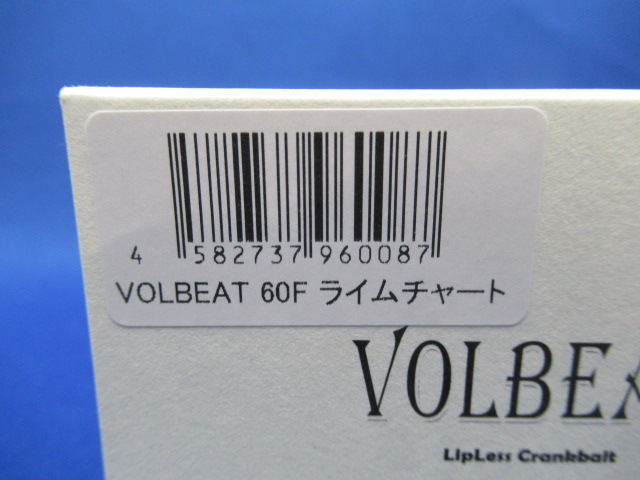 4 582737 960087
VOLBEAT 60F ライムチャート
VOLBEA
LipLess Crankbait